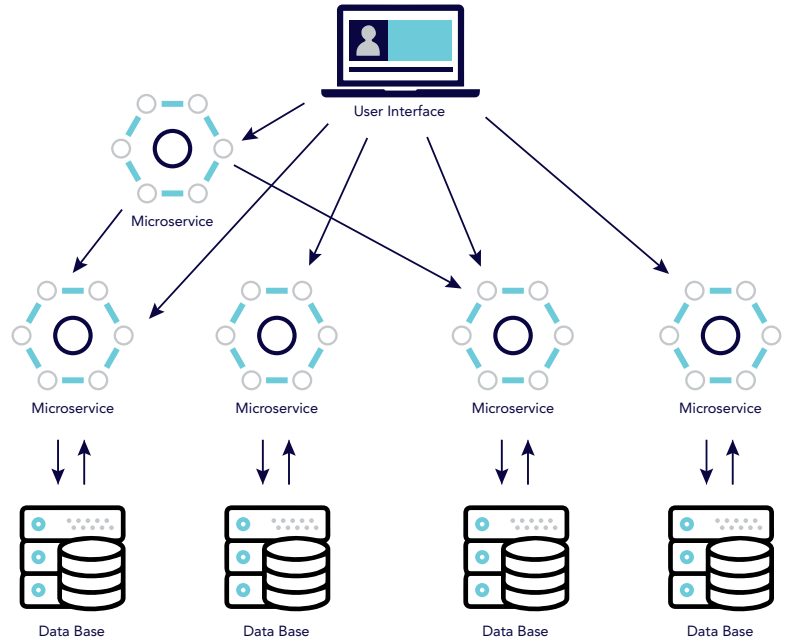 User Interface
Microservice
Microservice
Microservice
Microservice
Microservice
Data Base
Data Base
Data Base
Data Base